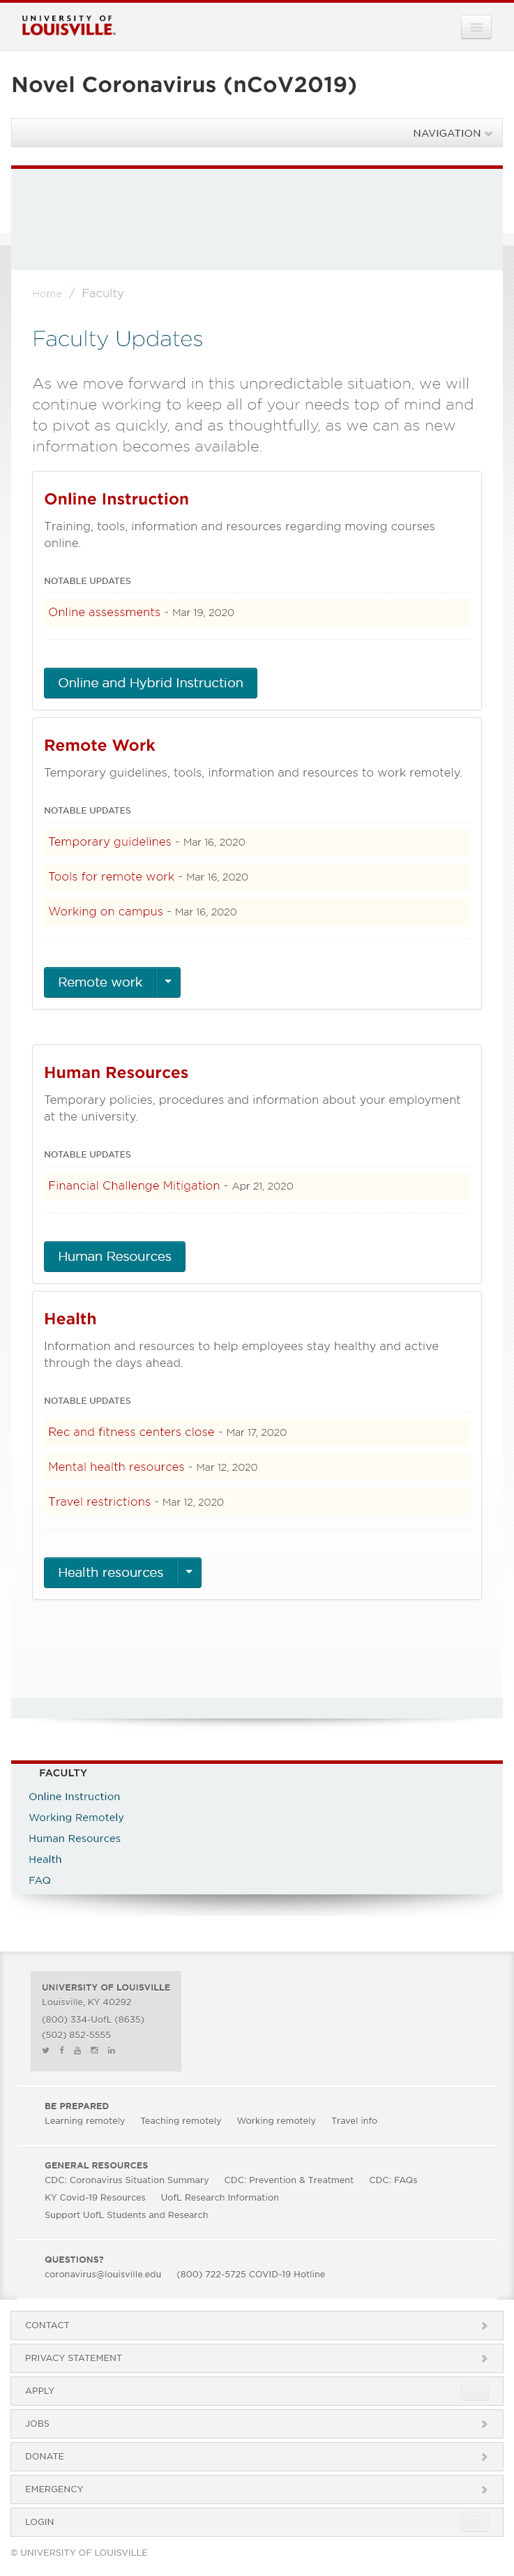 UNIVERSITY OF
LOUISVILLE.
Novel Coronavirus (nCoV2019)
NAVIGATION
Home / Faculty
Faculty Updates
As we move forward in this unpredictable situation, we will
continue working to keep all of your needs top of mind and
to pivot as quickly, and as thoughtfully, as we can as new
information becomes available.
Online Instruction
Training, tools, information and resources regarding moving courses
online.
NOTABLE UPDATES
Online assessments - Mar 19, 2020
Online and Hybrid Instruction
Remote Work
Temporary guidelines, tools, information and resources to work remotely.
NOTABLE UPDATES
Temporary guidelines - Mar 16, 2020
Tools for remote work - Mar 16, 2020
Working on campus - Mar 16, 2020
Remote work
Human Resources
Temporary policies, procedures and information about your employment
at the university.
NOTABLE UPDATES
Financial Challenge Mitigation - Apr 21, 2020
Human Resources
Health
Information and resources to help employees stay healthy and active
through the days ahead.
NOTABLE UPDATES
Rec and fitness centers close - Mar 17, 2020
Mental health resources - Mar 12, 2020
Travel restrictions - Mar 12, 2020
Health resources
FACULTY
Online Instruction
Working Remotely
Human Resources
Health
FAQ
UNIVERSITY OF LOUISVILLE
Louisville, KY 40292
(800) 334-UofL (8635)
(502) 852-5555
BE PREPARED
Learning remotely Teaching remotely Working remotely Travel info
GENERAL RESOURCES
CDC: Coronavirus Situation Summary CDC: Prevention & Treatment CDC: FAQs
KY Covid-19 Resources UofL Research Information
Support UofL Students and Research
QUESTIONS?
coronavirus@louisville.edu (800) 722-5725 COVID-19 Hotline
CONTACT
PRIVACY STATEMENT
APPLY
JOBS
DONATE
EMERGENCY
LOGIN
© UNIVERSITY OF LOUISVILLE